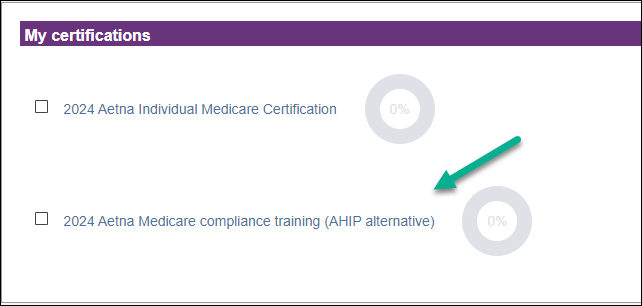 My certifications
2024 Aetna Individual Medicare Certification
0%
2024 Aetna Medicare compliance training (AHIP alternative)
0%